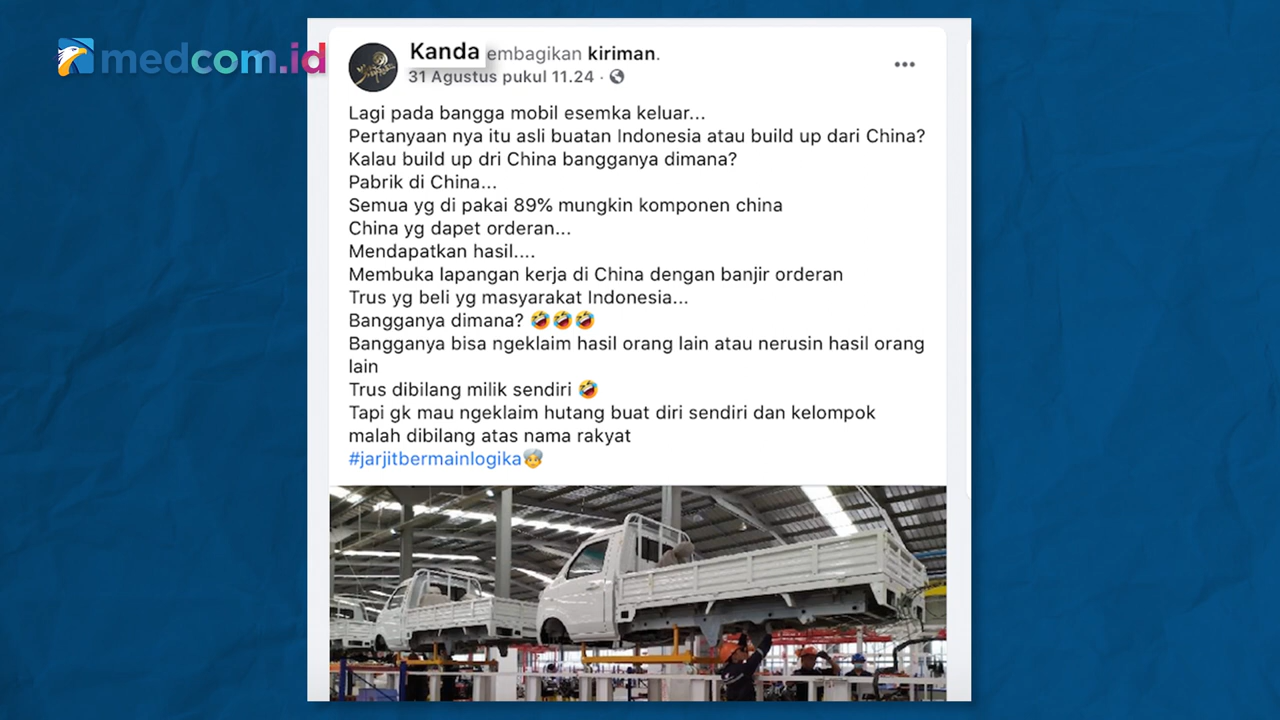 medcom.id
Kanda embagikan kiriman.
31 Agustus pukul 11.24 ·
Lagi pada bangga mobil esemka keluar...
Pertanyaan nya itu asli buatan Indonesia atau build up dari China?
Kalau build up dri China bangganya dimana?
Pabrik di China...
Semua yg di pakai 89% mungkin komponen china
China yg dapet orderan...
Mendapatkan hasil....
Membuka lapangan kerja di China dengan banjir orderan
Trus yg beli yg masyarakat Indonesia...
Bangganya dimana? 🤣🤣🤣
Bangganya bisa ngeklaim hasil orang lain atau nerusin hasil orang
lain
Trus dibilang milik sendiri 🤣
Tapi gk mau ngeklaim hutang buat diri sendiri dan kelompok
malah dibilang atas nama rakyat
#jarjitbermainlogika👳